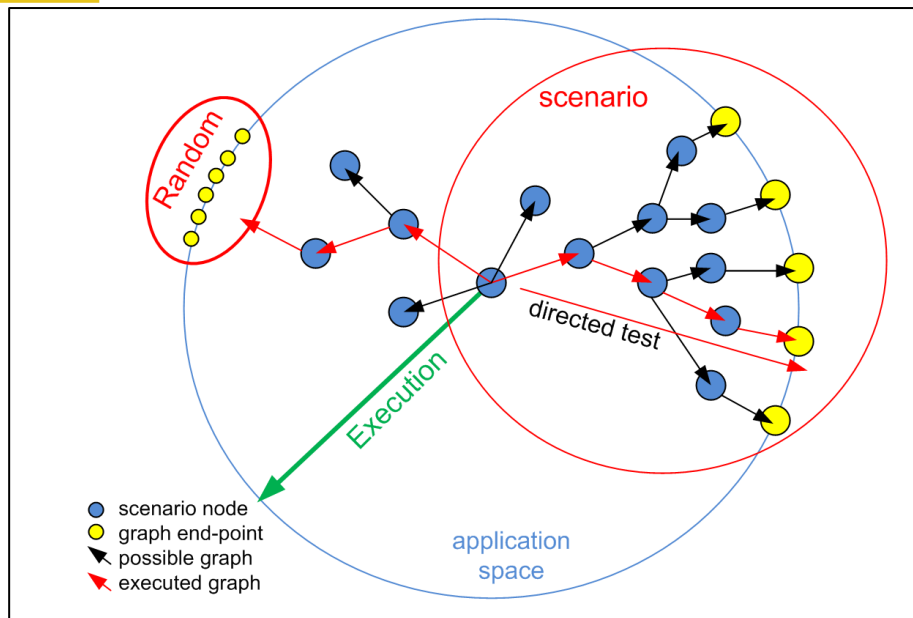 scenario
Random
directed test
Execution
scenario node
graph end-point
possible graph
executed graph
application
space